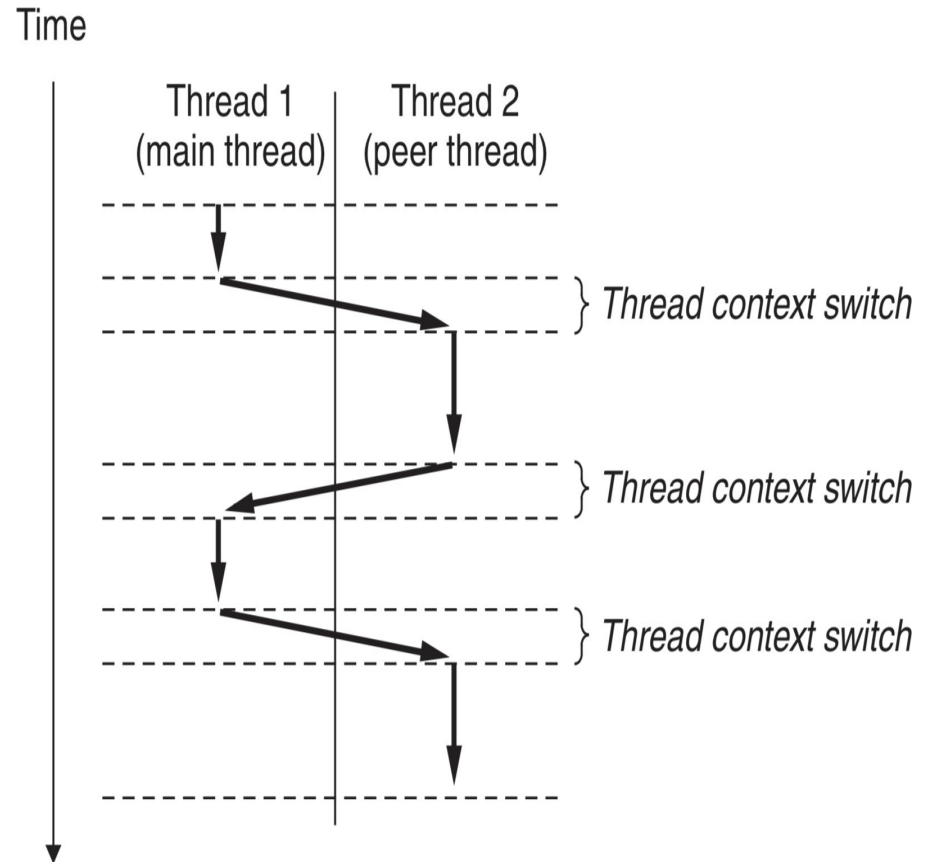 Time
Thread 1
(main thread)
Thread 2
(peer thread)
Thread context switch
Thread context switch
Thread context switch